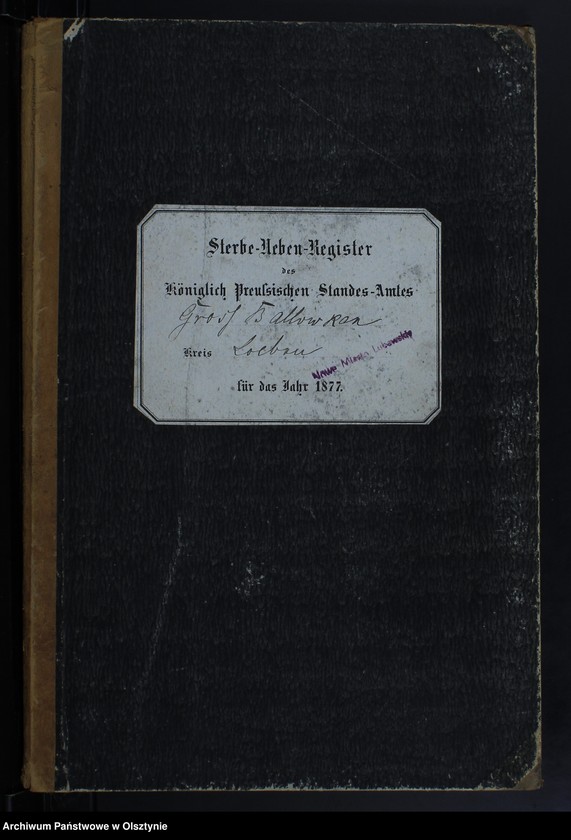 Sterbe-Neben-Register
des
Königlich Preußsischen Standes-Amtes
Gross Ballowken
Kreis Loebau
Nowe Miasto Lubawskie
für das Jahr 1877.
Archiwum Państwowe w Olsztynie